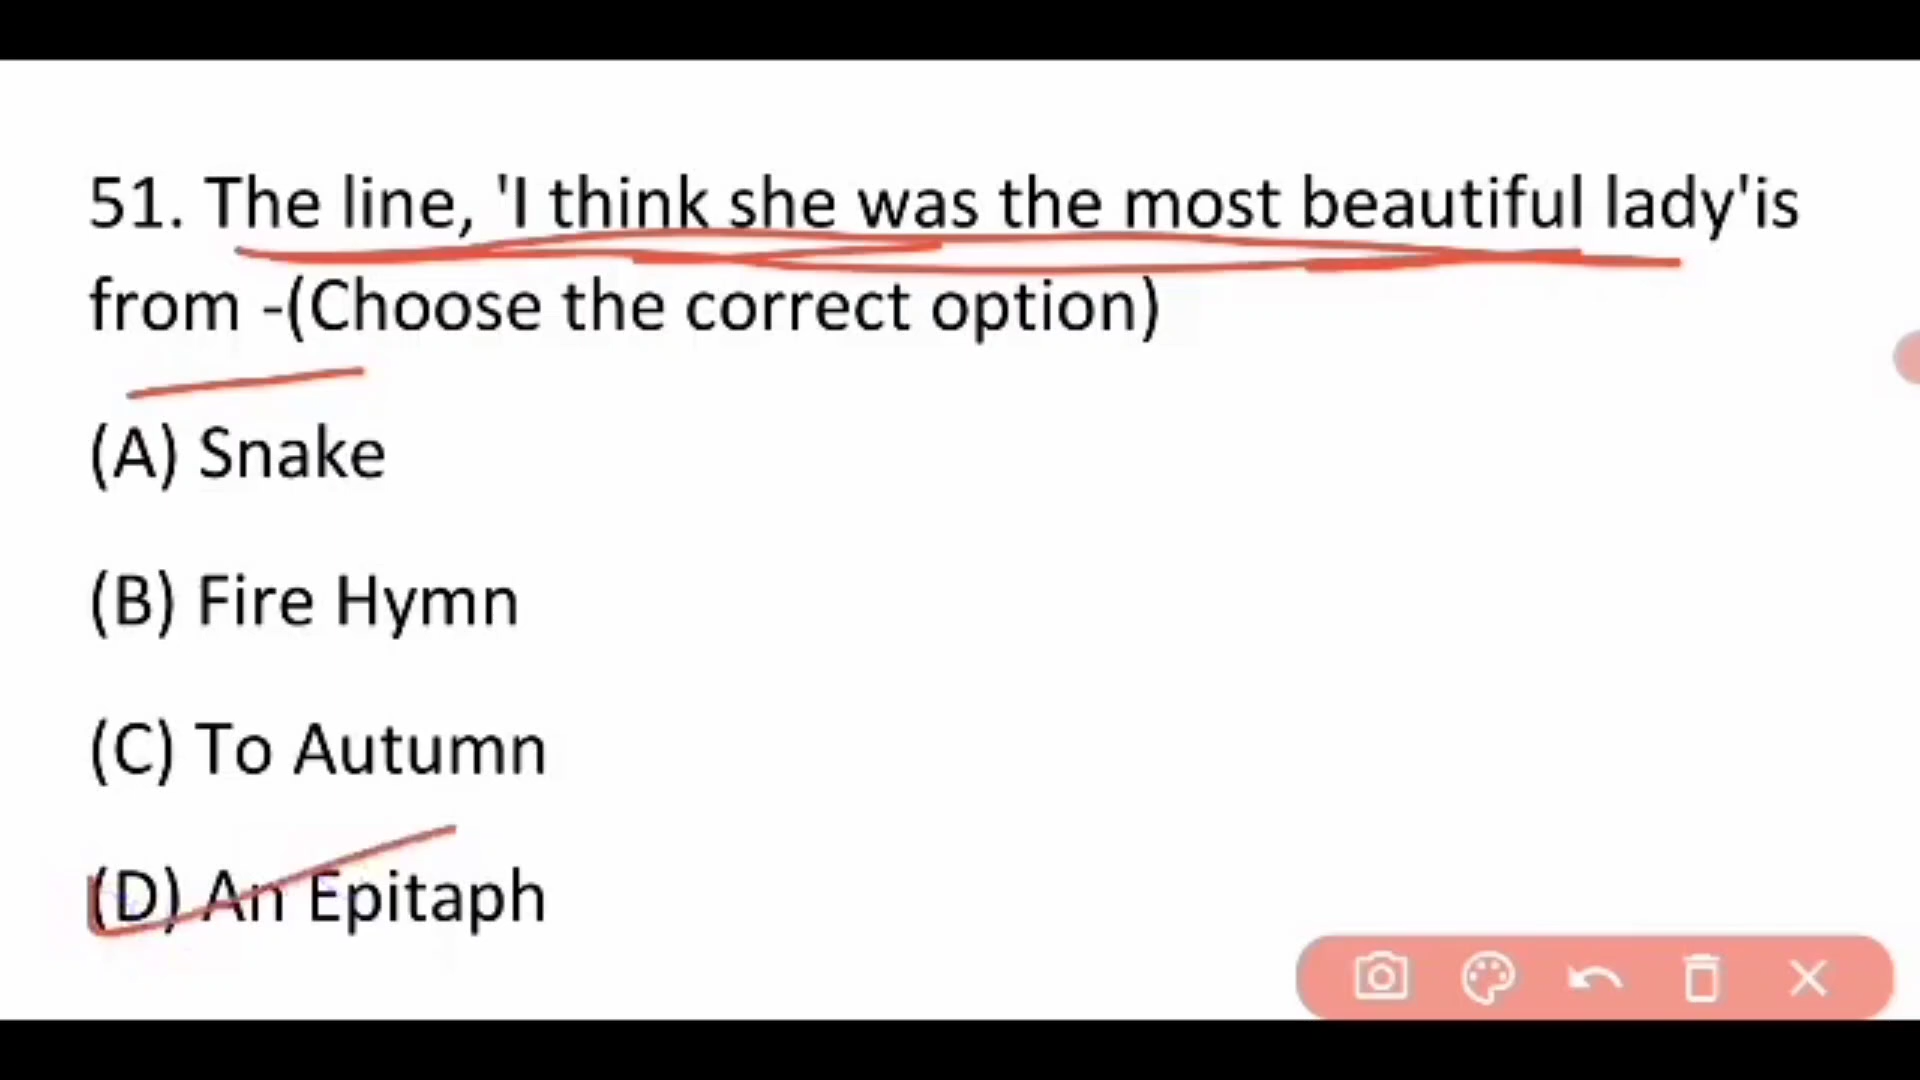 51. The line, 'I think she was the most beautiful lady'is
from -(Choose the correct option)
(A) Snake
(B) Fire Hymn
(C) To Autumn
(D) An Epitaph